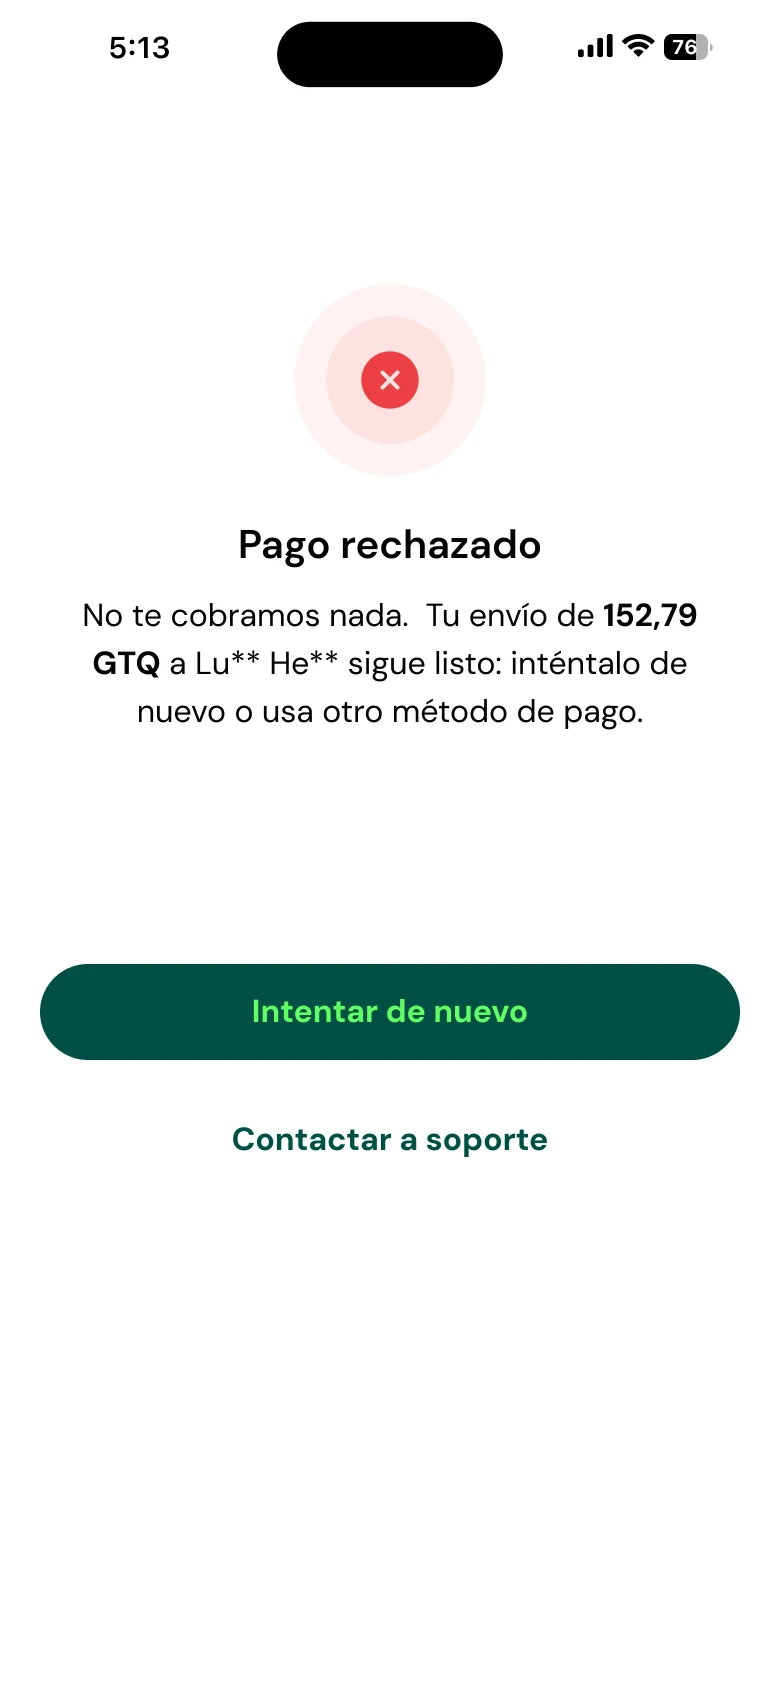 5:13
76
Pago rechazado
No te cobramos nada.  Tu envío de 152,79
GTQ a Lu** He** sigue listo: inténtalo de
nuevo o usa otro método de pago.
Intentar de nuevo
Contactar a soporte